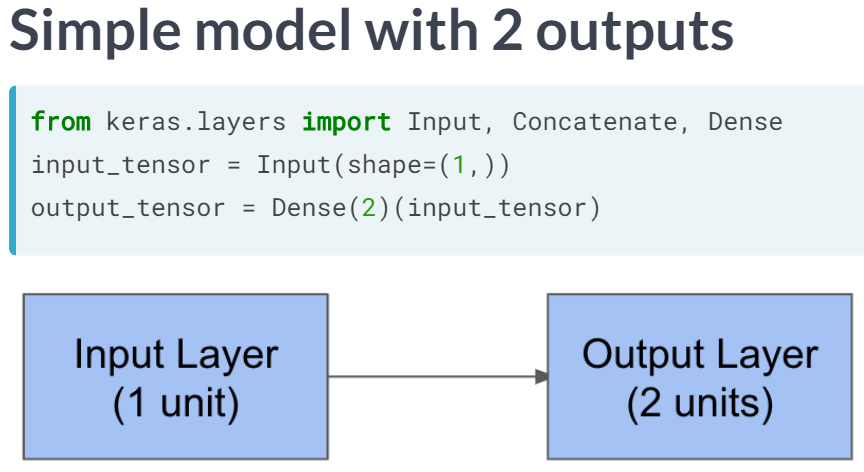 Simple model with 2 outputs
from keras.layers import Input, Concatenate, Dense
input_tensor = Input(shape=(1,))
output_tensor = Dense(2)(input_tensor)
Input Layer
(1 unit)
Output Layer
(2 units)